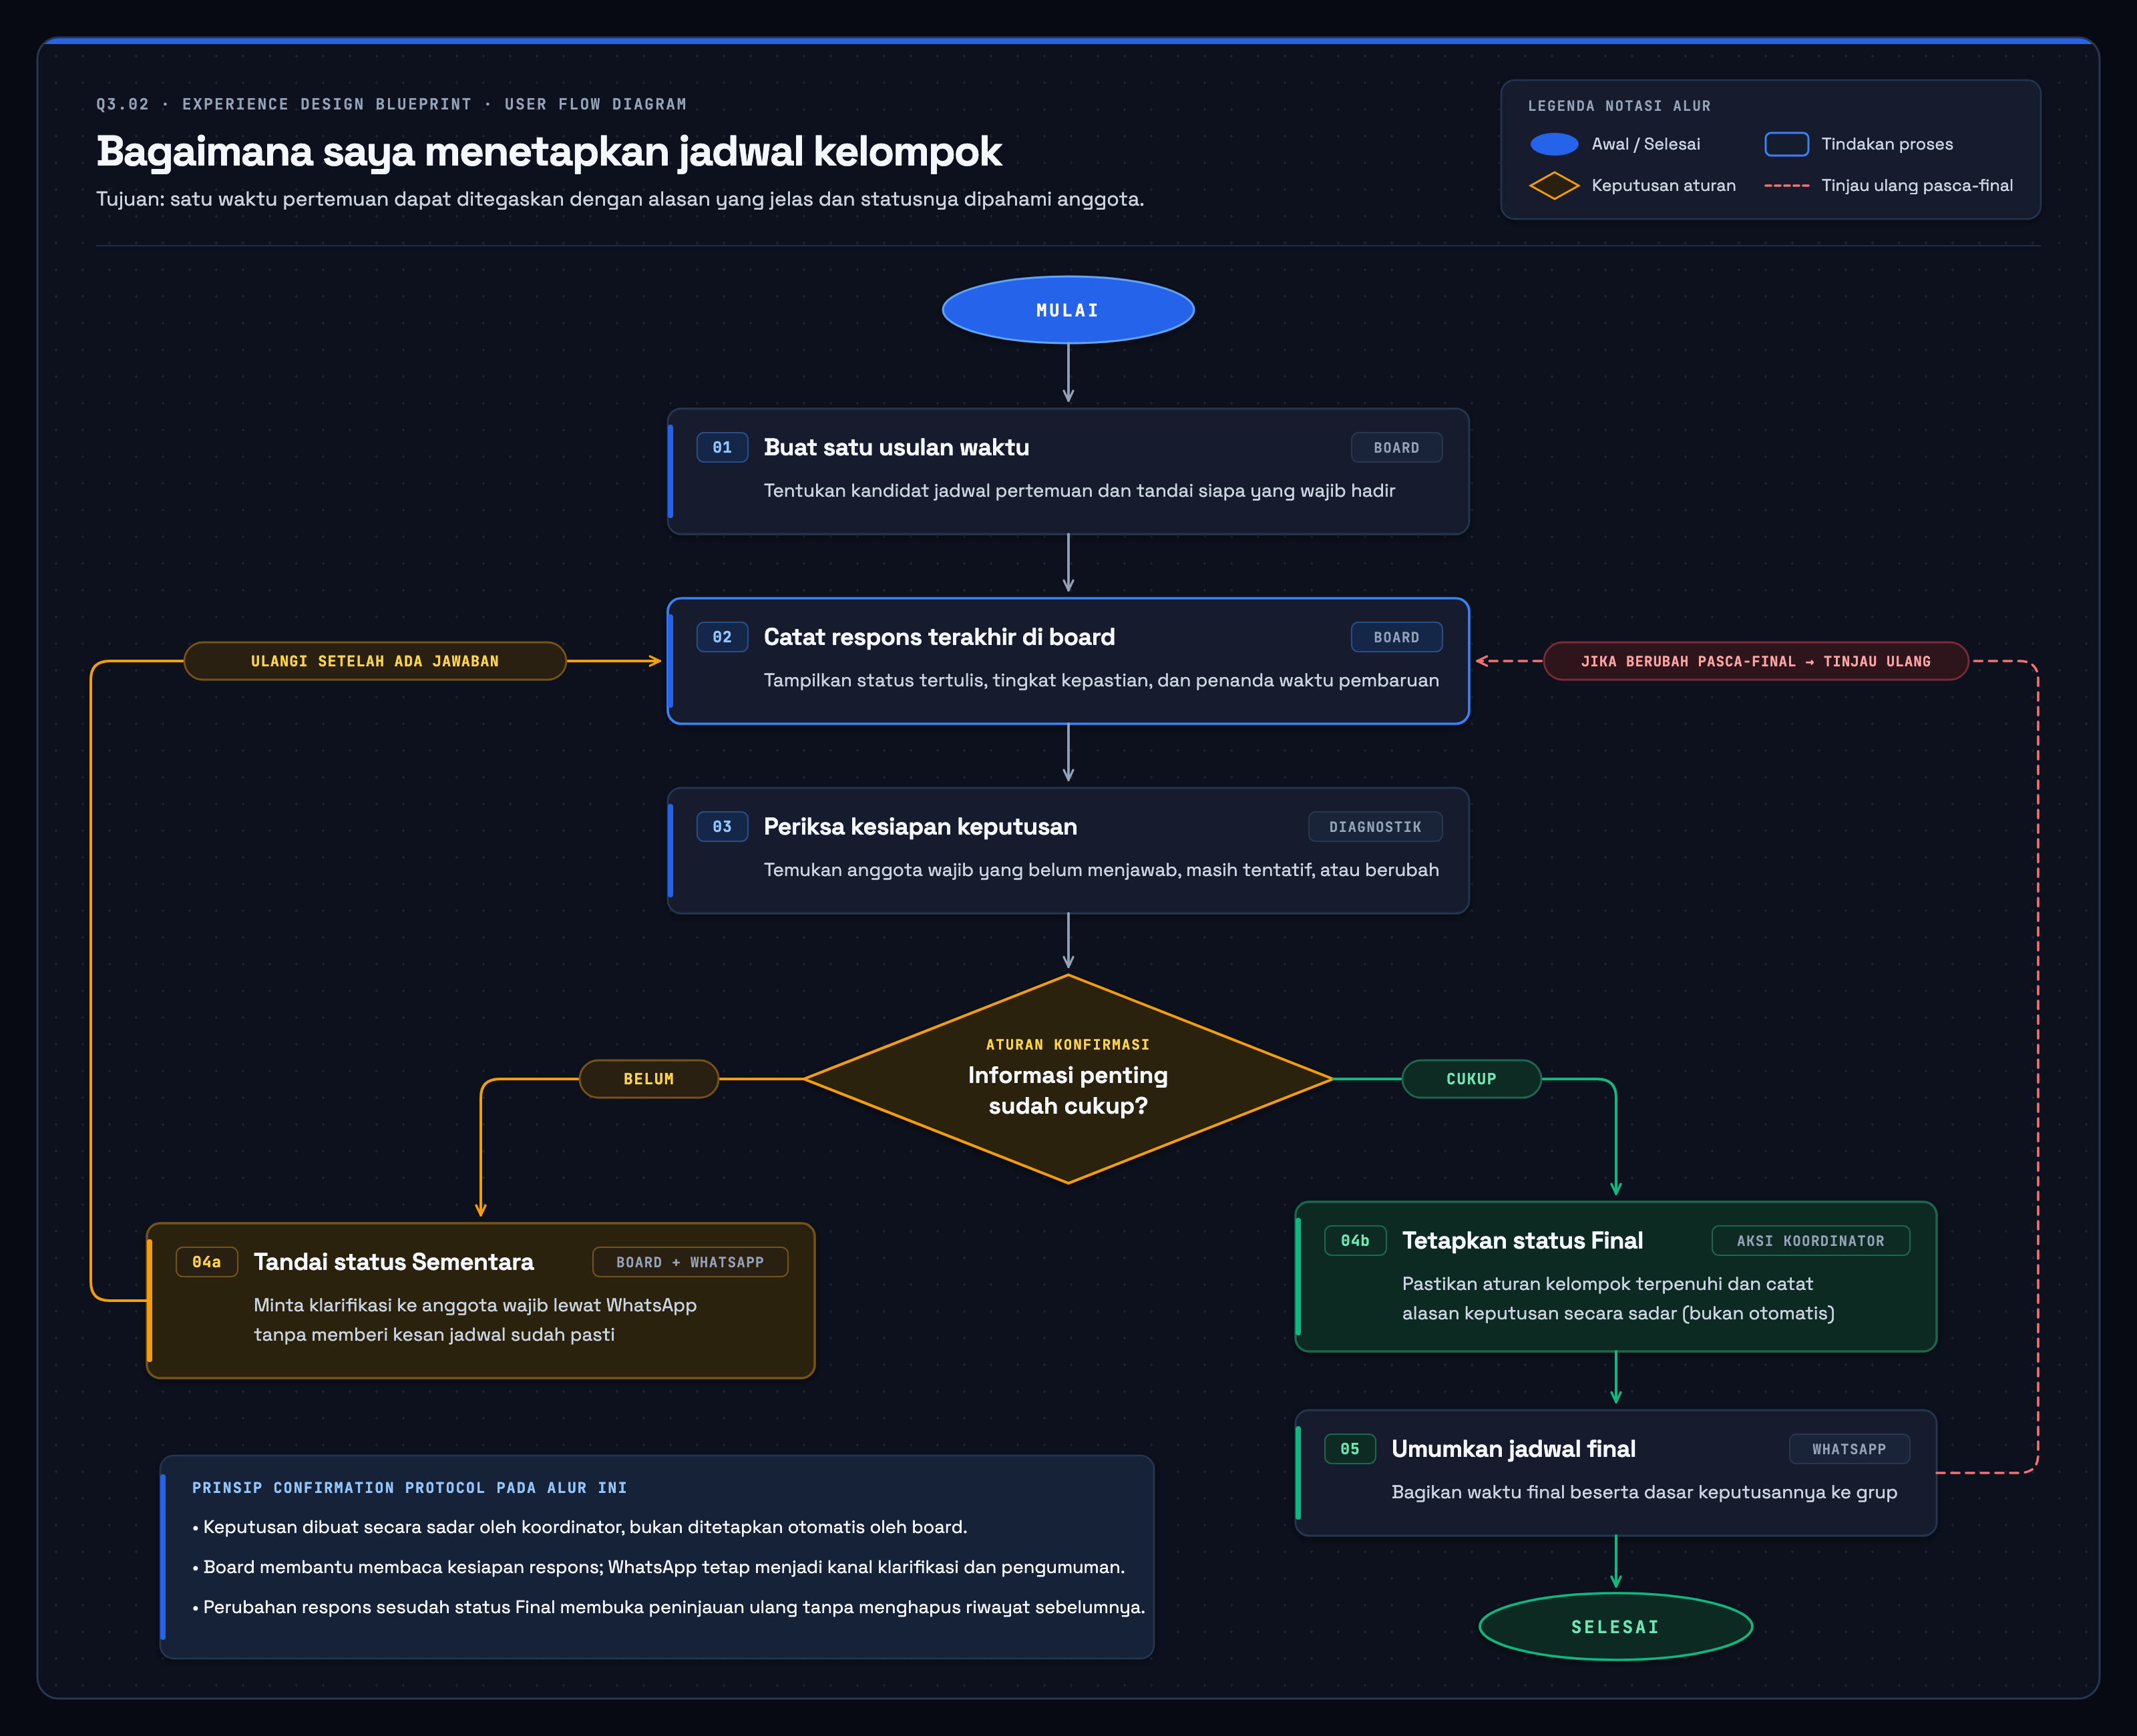 Q3.02 · EXPERIENCE DESIGN BLUEPRINT · USER FLOW DIAGRAM
Bagaimana saya menetapkan jadwal kelompok
Tujuan: satu waktu pertemuan dapat ditegaskan dengan alasan yang jelas dan statusnya dipahami anggota.
LEGENDA NOTASI ALUR
Awal / Selesai
Tindakan proses
Keputusan aturan
Tinjau ulang pasca-final
MULAI
01
Buat satu usulan waktu
BOARD
Tentukan kandidat jadwal pertemuan dan tandai siapa yang wajib hadir
ULANGI SETELAH ADA JAWABAN
02
Catat respons terakhir di board
BOARD
Tampilkan status tertulis, tingkat kepastian, dan penanda waktu pembaruan
JIKA BERUBAH PASCA-FINAL → TINJAU ULANG
03
Periksa kesiapan keputusan
DIAGNOSTIK
Temukan anggota wajib yang belum menjawab, masih tentatif, atau berubah
ATURAN KONFIRMASI
Informasi penting
sudah cukup?
BELUM
CUKUP
04a
Tandai status Sementara
BOARD + WHATSAPP
Minta klarifikasi ke anggota wajib lewat WhatsApp
tanpa memberi kesan jadwal sudah pasti
04b
Tetapkan status Final
AKSI KOORDINATOR
Pastikan aturan kelompok terpenuhi dan catat
alasan keputusan secara sadar (bukan otomatis)
05
Umumkan jadwal final
WHATSAPP
Bagikan waktu final beserta dasar keputusannya ke grup
PRINSIP CONFIRMATION PROTOCOL PADA ALUR INI
• Keputusan dibuat secara sadar oleh koordinator, bukan ditetapkan otomatis oleh board.
• Board membantu membaca kesiapan respons; WhatsApp tetap menjadi kanal klarifikasi dan pengumuman.
• Perubahan respons sesudah status Final membuka peninjauan ulang tanpa menghapus riwayat sebelumnya.
SELESAI